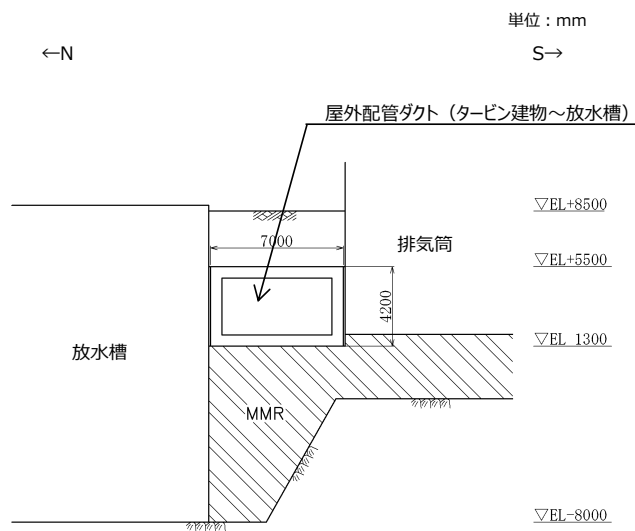 単位：mm
←N
S→
屋外配管ダクト（タービン建物～放水槽）
▽EL+8500
7000
排気筒
▽EL+5500
4200
▽EL 1300
放水槽
MMR
▽EL-8000